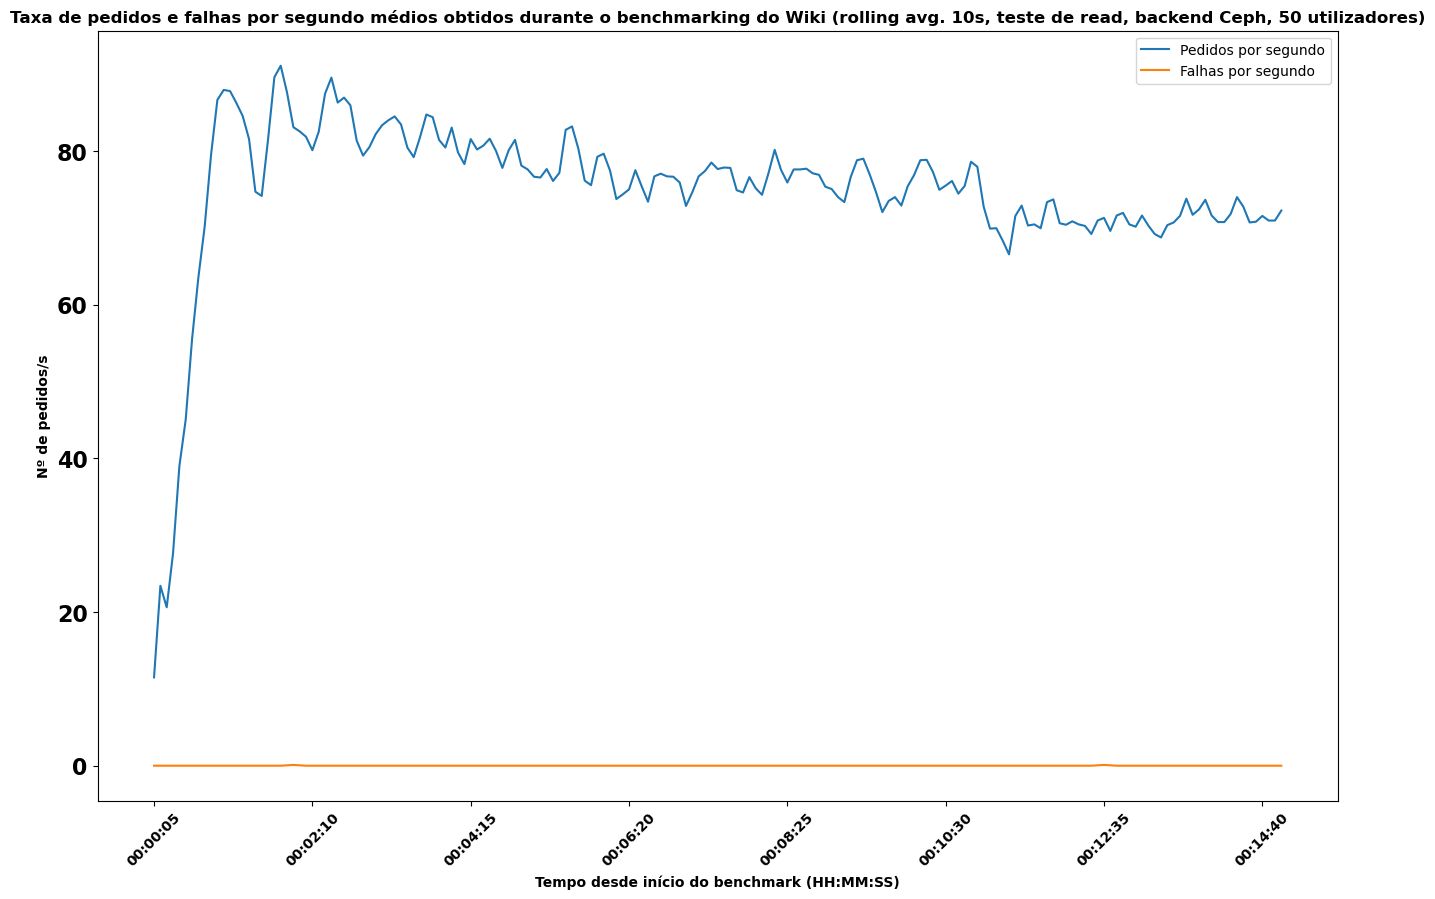 Taxa de pedidos e falhas por segundo médios obtidos durante o benchmarking do Wiki (rolling avg. 10s, teste de read, backend Ceph, 50 utilizadores)
Pedidos por segundo
Falhas por segundo
80
60
40
20
0
Nº de pedidos/s
00:00:05
00:02:10
00:04:15
00:06:20
00:08:25
00:10:30
00:12:35
00:14:40
Tempo desde início do benchmark (HH:MM:SS)